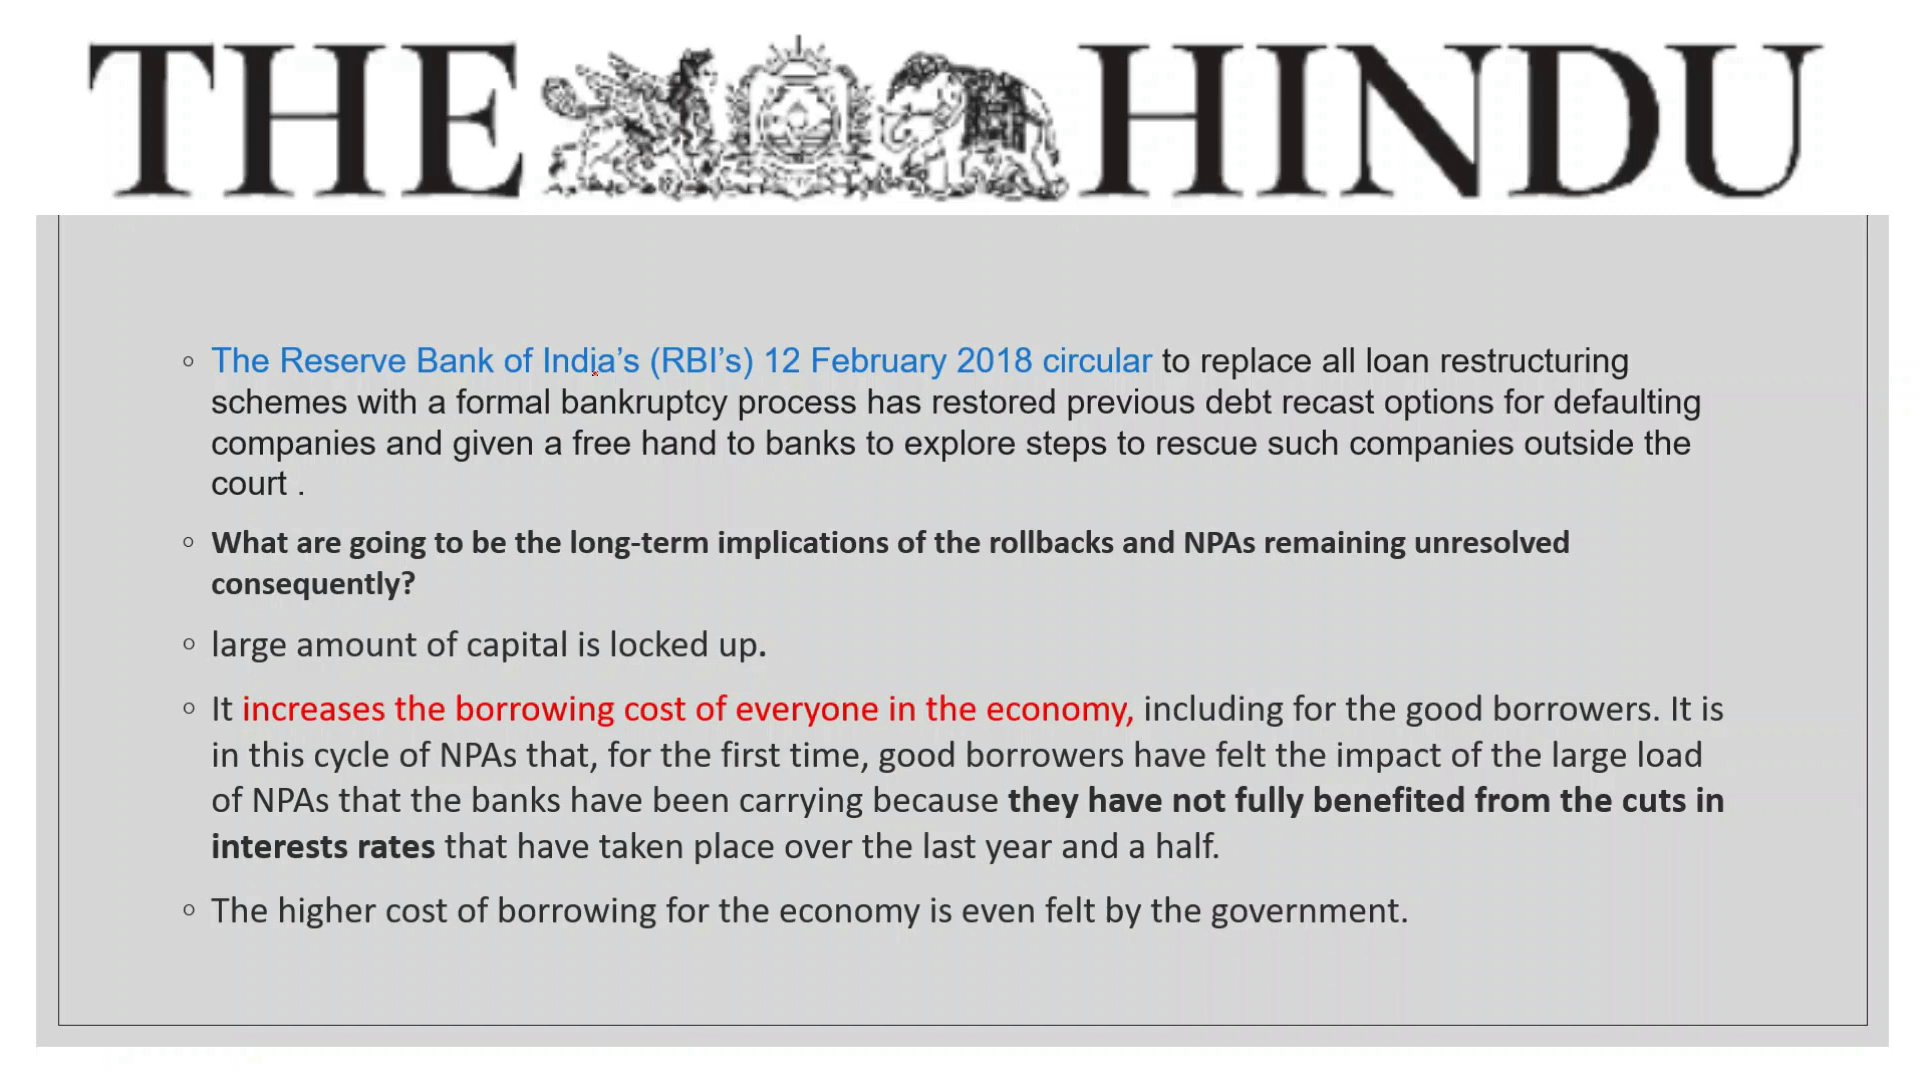 THE HINDU
◦ The Reserve Bank of India’s (RBI’s) 12 February 2018 circular to replace all loan restructuring
schemes with a formal bankruptcy process has restored previous debt recast options for defaulting
companies and given a free hand to banks to explore steps to rescue such companies outside the
court .
◦ What are going to be the long-term implications of the rollbacks and NPAs remaining unresolved
consequently?
◦ large amount of capital is locked up.
◦ It increases the borrowing cost of everyone in the economy, including for the good borrowers. It is
in this cycle of NPAs that, for the first time, good borrowers have felt the impact of the large load
of NPAs that the banks have been carrying because they have not fully benefited from the cuts in
interests rates that have taken place over the last year and a half.
◦ The higher cost of borrowing for the economy is even felt by the government.